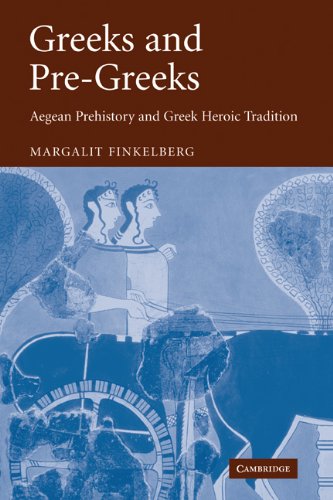 Greeks and
Pre-Greeks
Aegean Prehistory and Greek Heroic Tradition
MARGALIT FINKELBERG
CAMBRIDGE